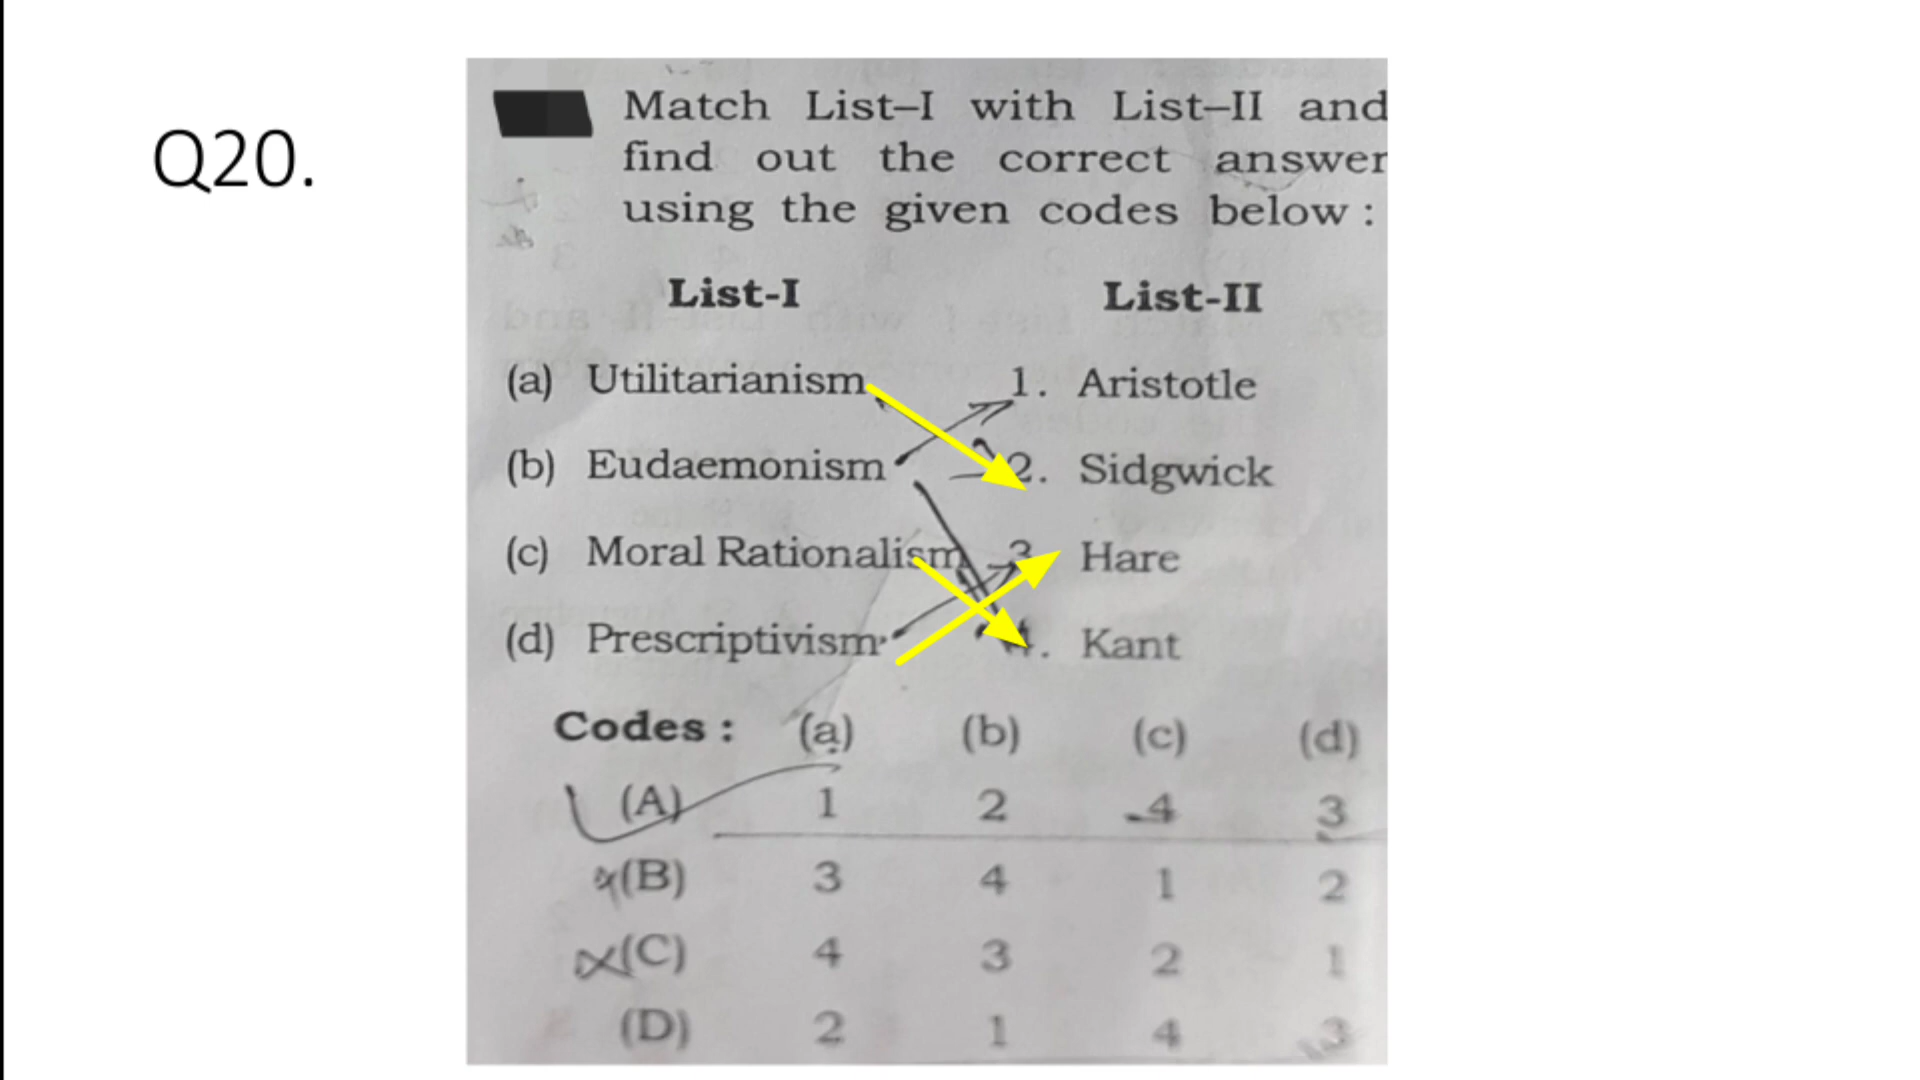 Q20.
Match List–I with List–II and
find out the correct answer
using the given codes below :
List-I List-II
(a) Utilitarianism 1. Aristotle
(b) Eudaemonism 2. Sidgwick
(c) Moral Rationalism 3 Hare
(d) Prescriptivism 4. Kant
Codes : (a) (b) (c) (d)
(A) 1 2 4 3
(B) 3 4 1 2
(C) 4 3 2 1
(D) 2 1 4 3